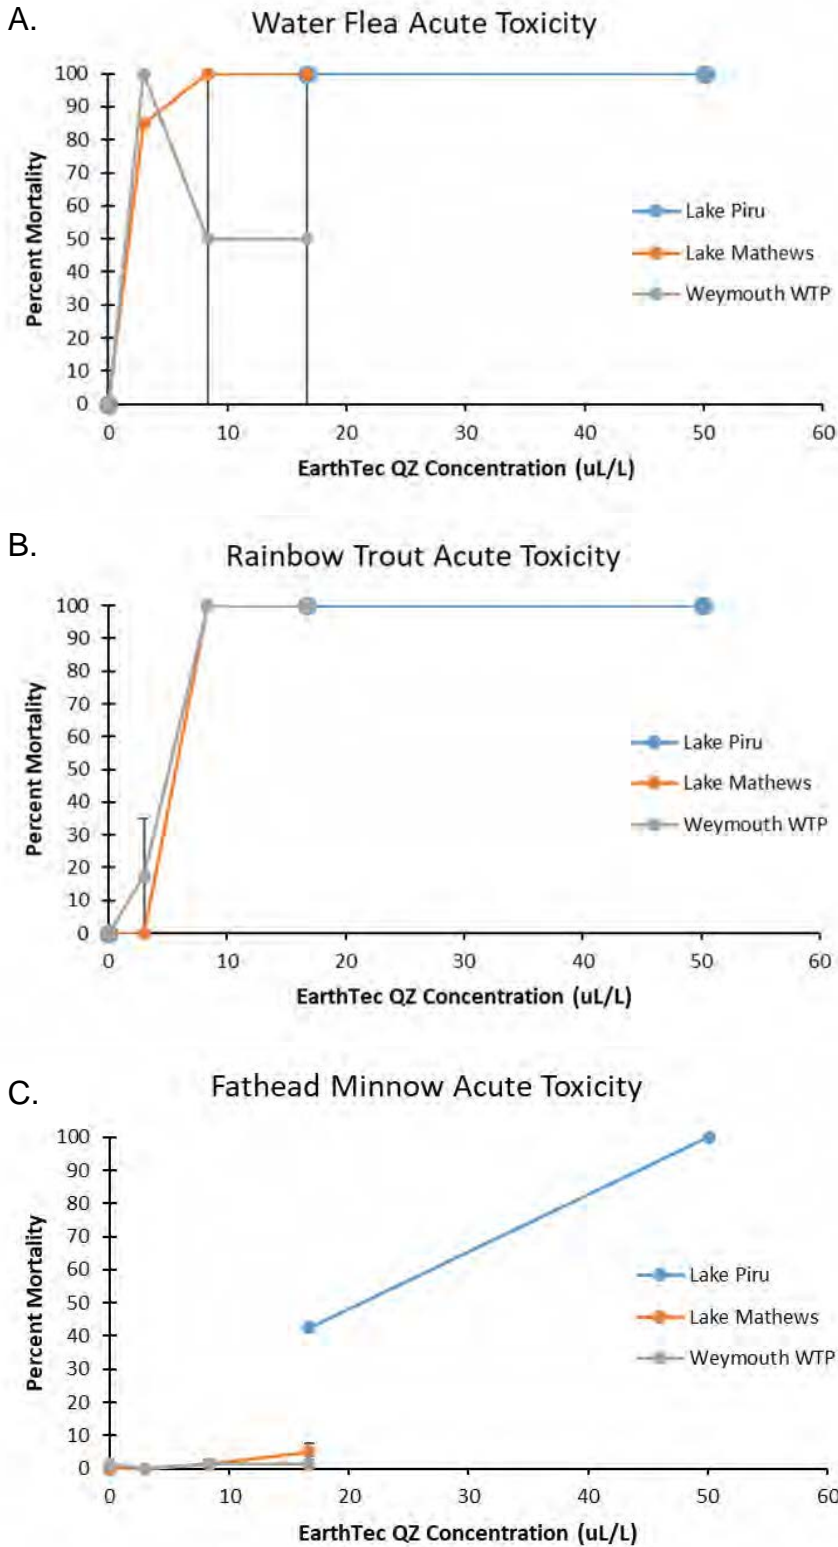 A.
Water Flea Acute Toxicity
100
90
80
70
60
50
40
30
20
10
0
Percent Mortality
0 10 20 30 40 50 60
EarthTec QZ Concentration (uL/L)
Lake Piru
Lake Mathews
Weymouth WTP
B.
Rainbow Trout Acute Toxicity
100
90
80
70
60
50
40
30
20
10
0
Percent Mortality
0 10 20 30 40 50 60
EarthTec QZ Concentration (uL/L)
Lake Piru
Lake Mathews
Weymouth WTP
C.
Fathead Minnow Acute Toxicity
100
90
80
70
60
50
40
30
20
10
0
Percent Mortality
0 10 20 30 40 50 60
EarthTec QZ Concentration (uL/L)
Lake Piru
Lake Mathews
Weymouth WTP